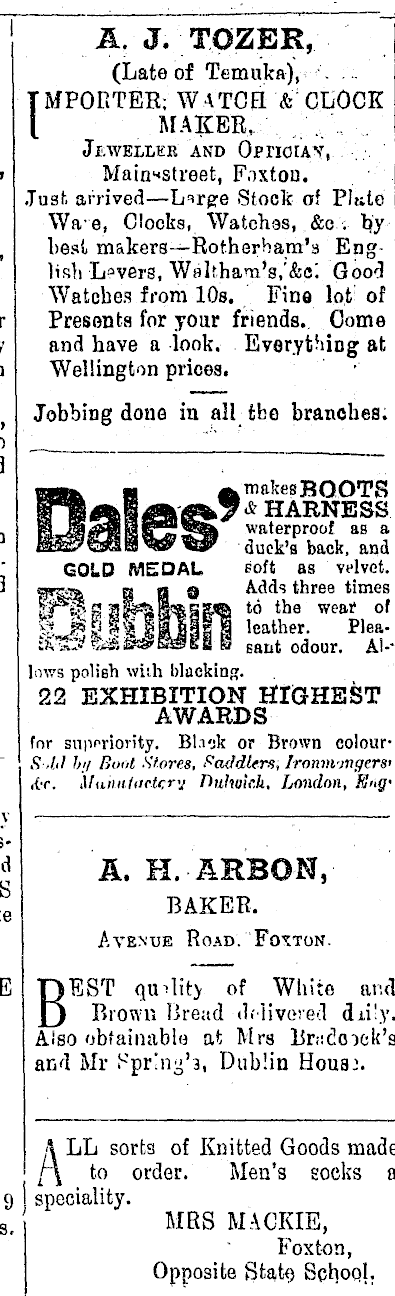 A. J. TOZER,
(Late of Temuka),
IMPORTER; WATCH & CLOCK
MAKER,
JEWELLER AND OPTICIAN,
Main-street, Foxton.
Just arrived—Large Stock of Plate
Ware, Clocks, Watches, &c., by
best makers—Rotherham's Eng-
lish Levers, Waltham's, &c. Good
Watches from 10s. Fine lot of
Presents for your friends. Come
and have a look. Everything at
Wellington prices.
Jobbing done in all the branches.
Dales'
GOLD MEDAL
Dubbin
makes BOOTS
& HARNESS
waterproof as a
duck's back, and
soft as velvet.
Adds three times
to the wear of
leather. Plea-
sant odour. Al-
lows polish with blacking.
22 EXHIBITION HIGHEST
AWARDS
for superiority. Black or Brown colour.
Sold by Boot Stores, Saddlers, Ironmongers
&c. Manufactory Dulwich, London, Eng.
A. H. ARBON,
BAKER.
AVENUE ROAD. FOXTON.
BEST quality of White and
Brown Bread delivered daily.
Also obtainable at Mrs Bradcock's
and Mr Spring's, Dublin House.
ALL sorts of Knitted Goods made
to order. Men's socks a
speciality.
MRS MACKIE,
Foxton,
Opposite State School.